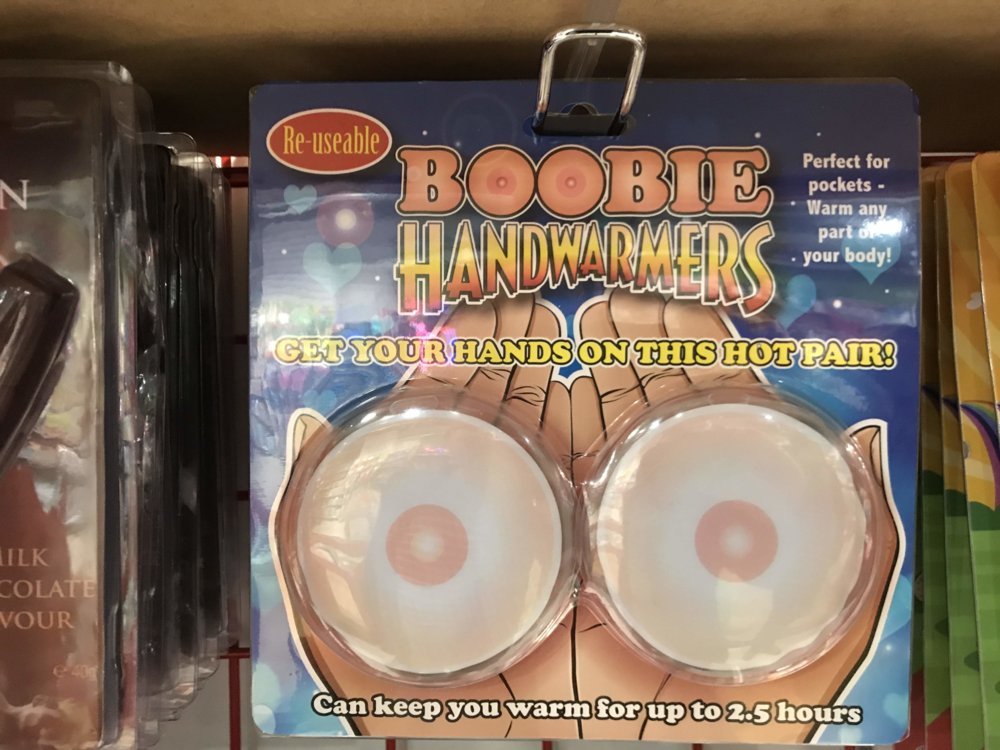 Re-useable
BOOBIE
HANDWARMERS
Perfect for
pockets -
Warm any
part of
your body!
GET YOUR HANDS ON THIS HOT PAIR!
Can keep you warm for up to 2.5 hours
N
MILK
COLATE
VOUR